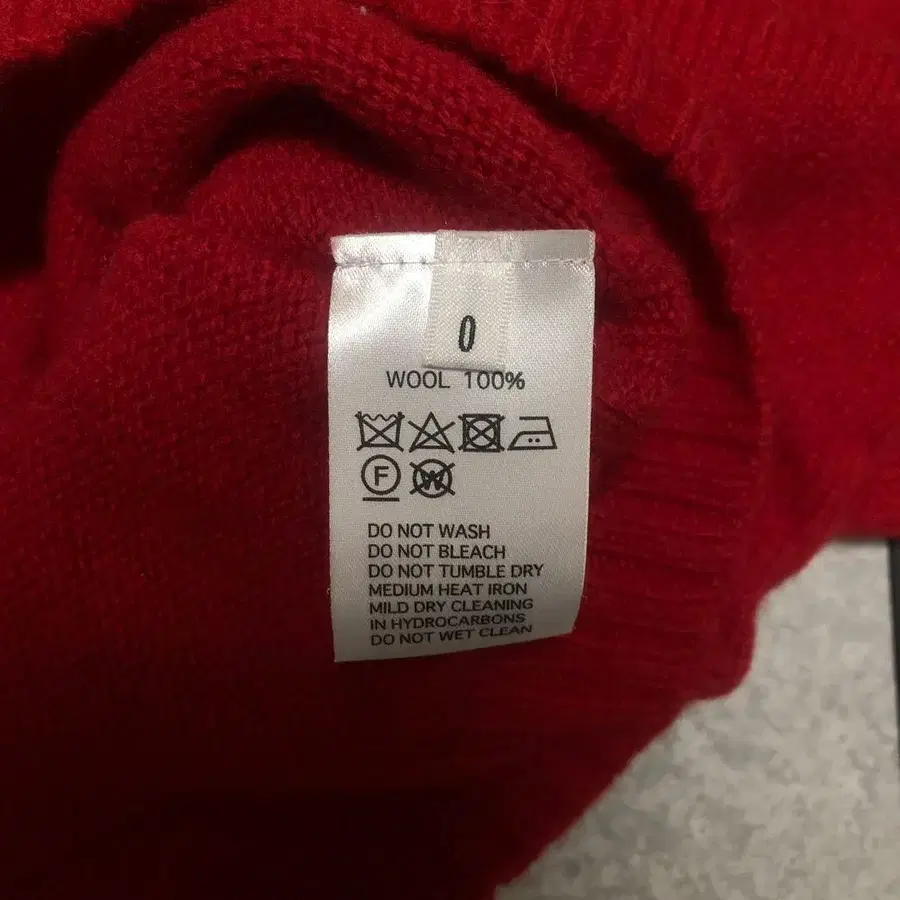 0
WOOL 100%
F W
DO NOT WASH
DO NOT BLEACH
DO NOT TUMBLE DRY
MEDIUM HEAT IRON
MILD DRY CLEANING
IN HYDROCARBONS
DO NOT WET CLEAN